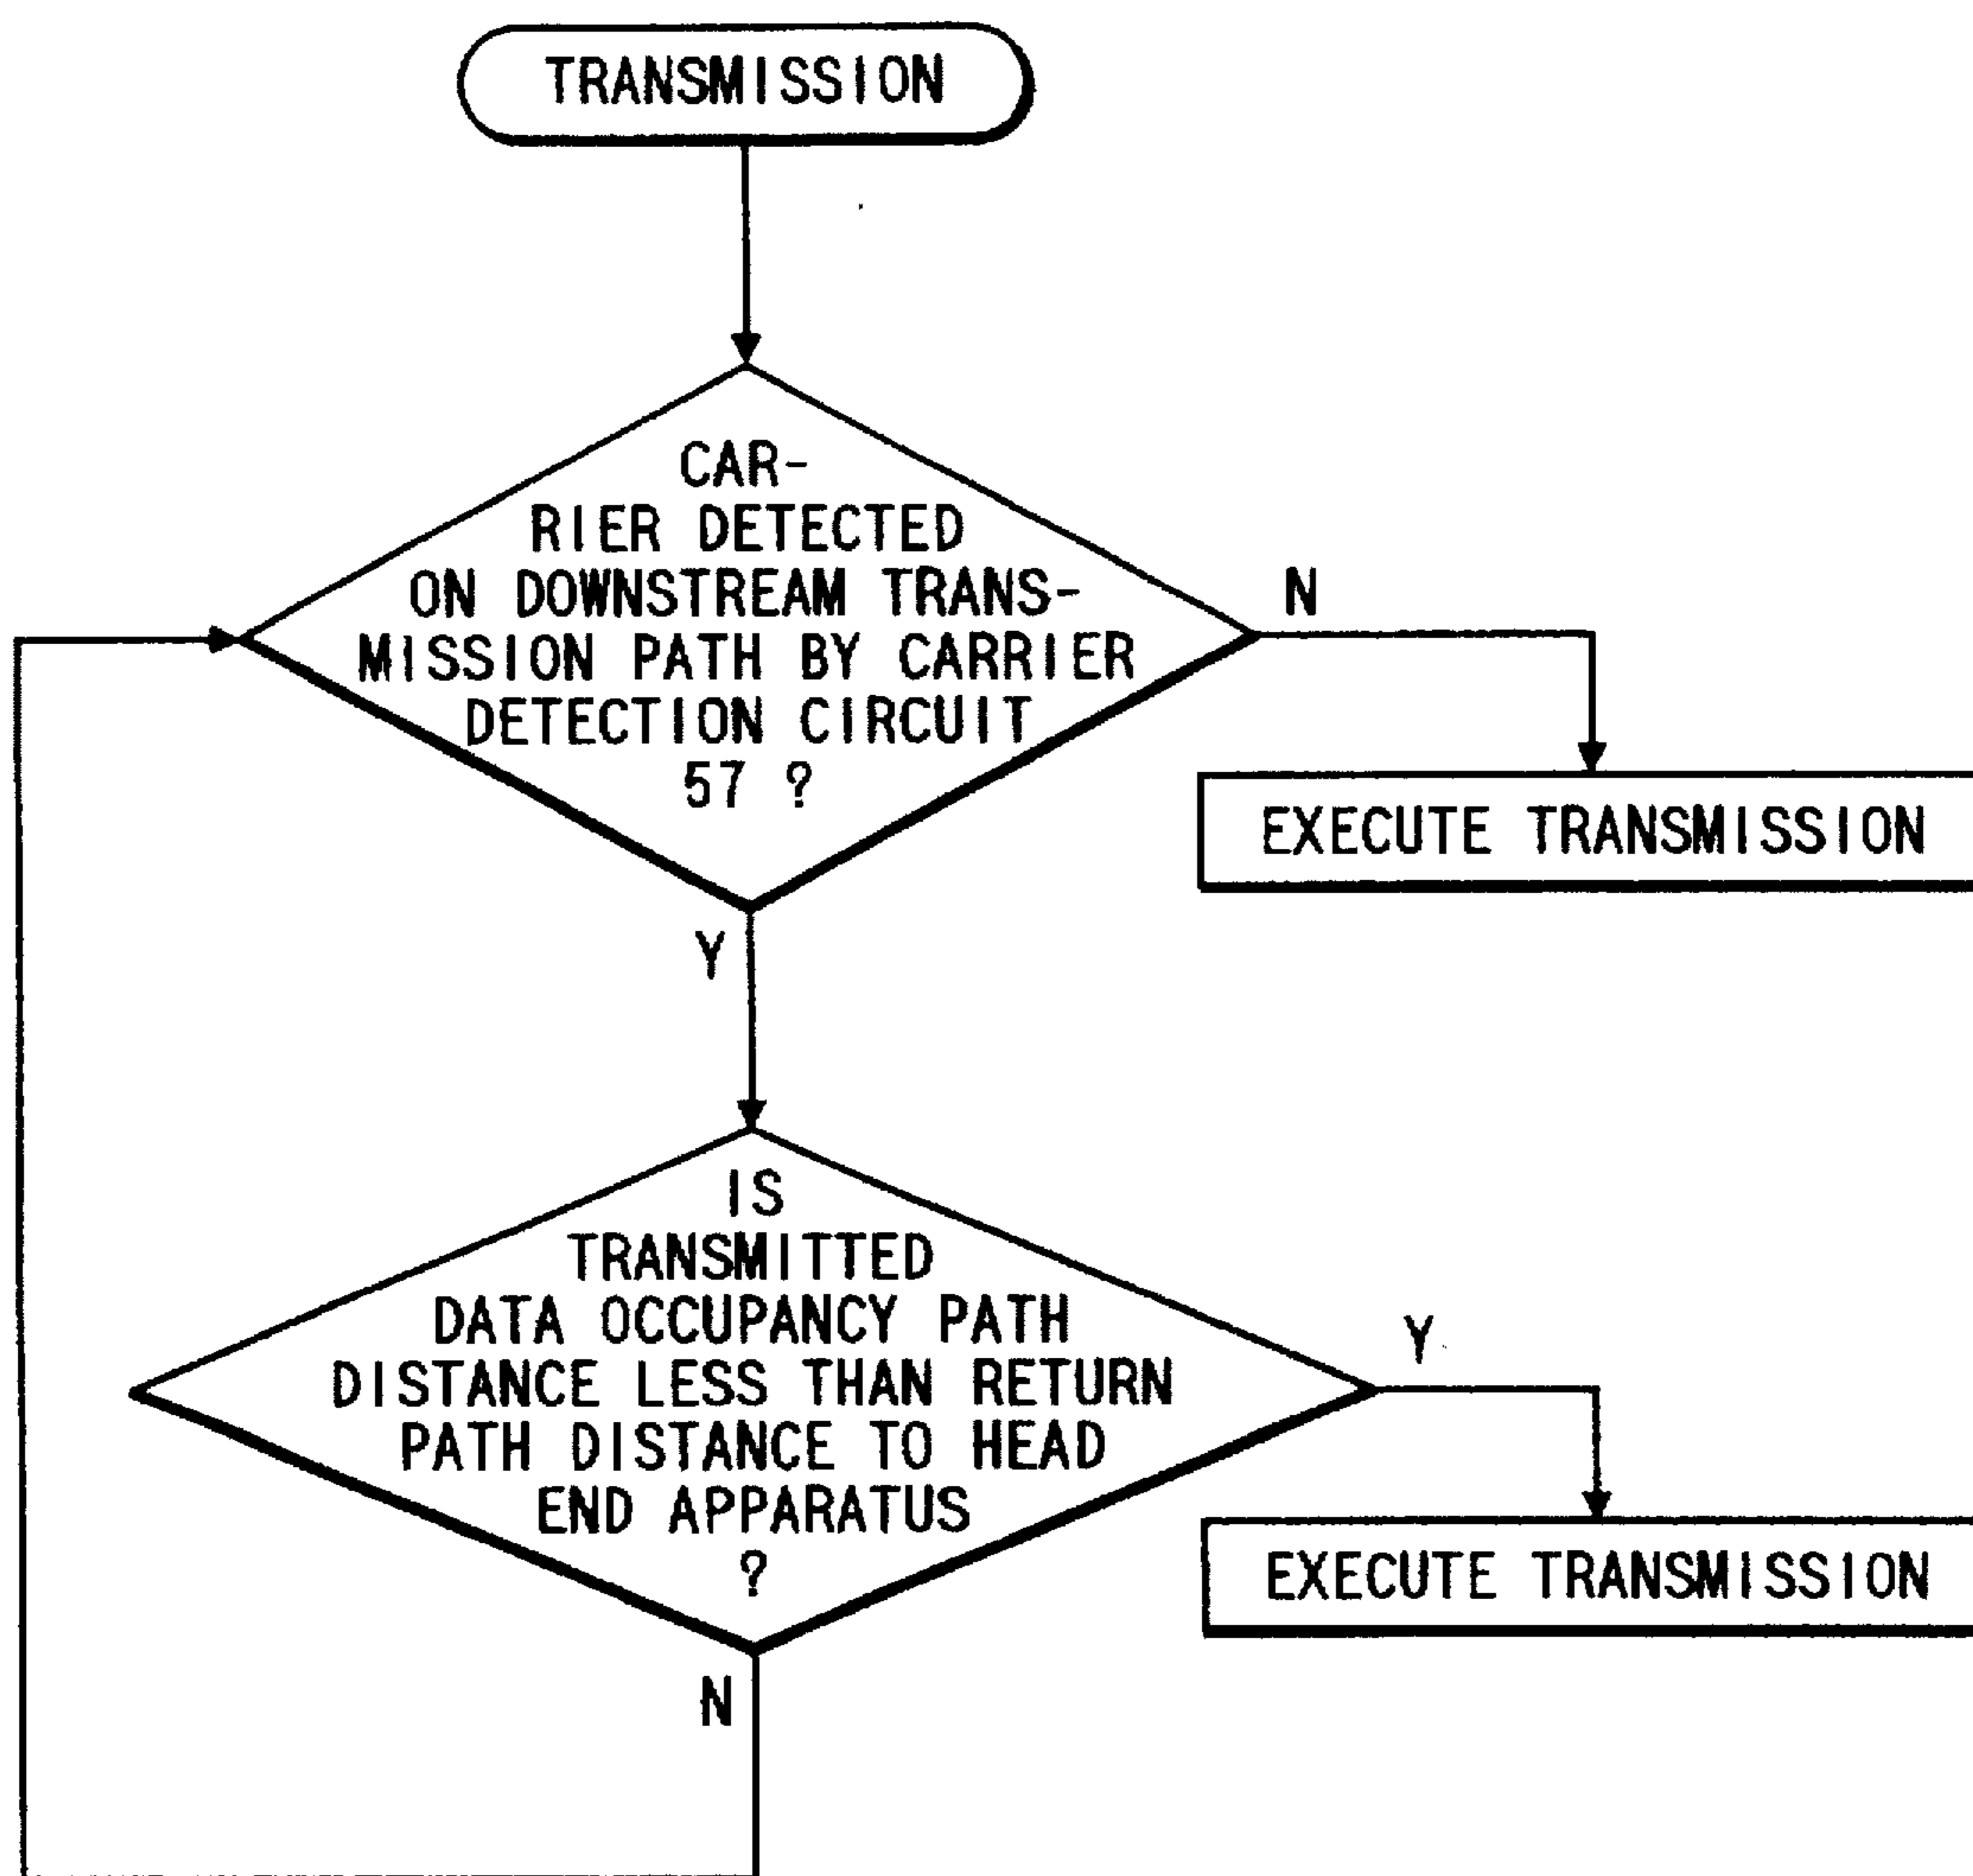 TRANSMISSION
CAR-
RIER DETECTED
ON DOWNSTREAM TRANS-
MISSION PATH BY CARRIER
DETECTION CIRCUIT
57 ?
N
EXECUTE TRANSMISSION
Y
IS
TRANSMITTED
DATA OCCUPANCY PATH
DISTANCE LESS THAN RETURN
PATH DISTANCE TO HEAD
END APPARATUS
?
Y
EXECUTE TRANSMISSION
N